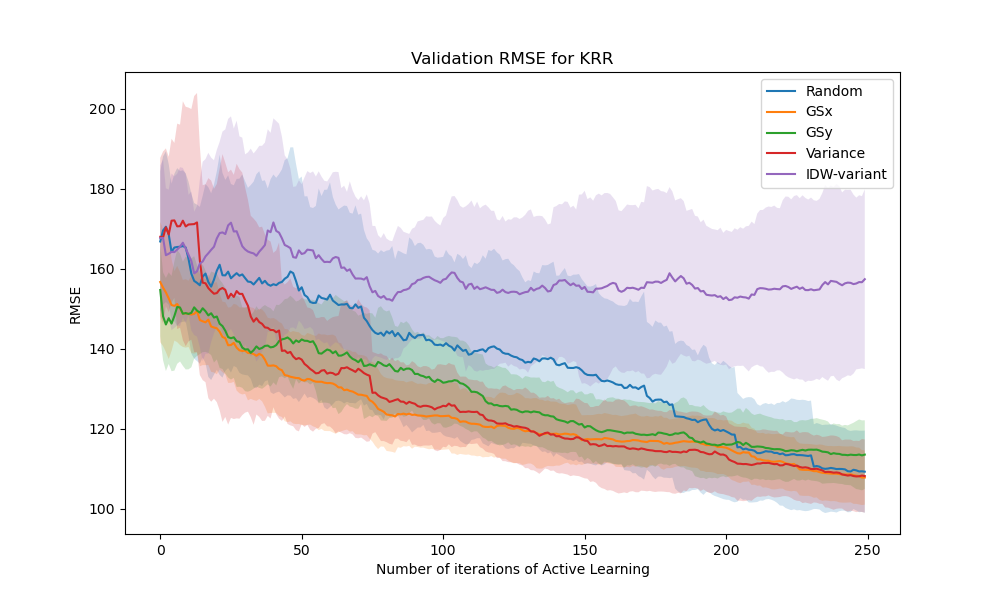 Validation RMSE for KRR
RMSE
200
180
160
140
120
100
Random
GSx
GSy
Variance
IDW-variant
0
50
100
150
200
250
Number of iterations of Active Learning